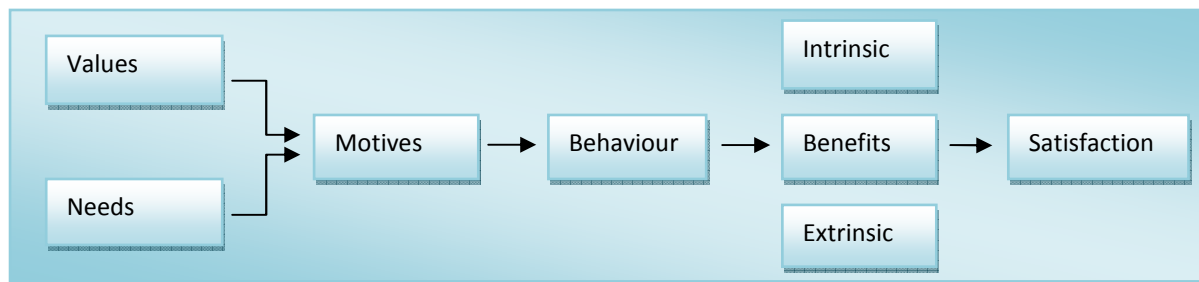 Values
Needs
Motives
Behaviour
Intrinsic
Benefits
Extrinsic
Satisfaction